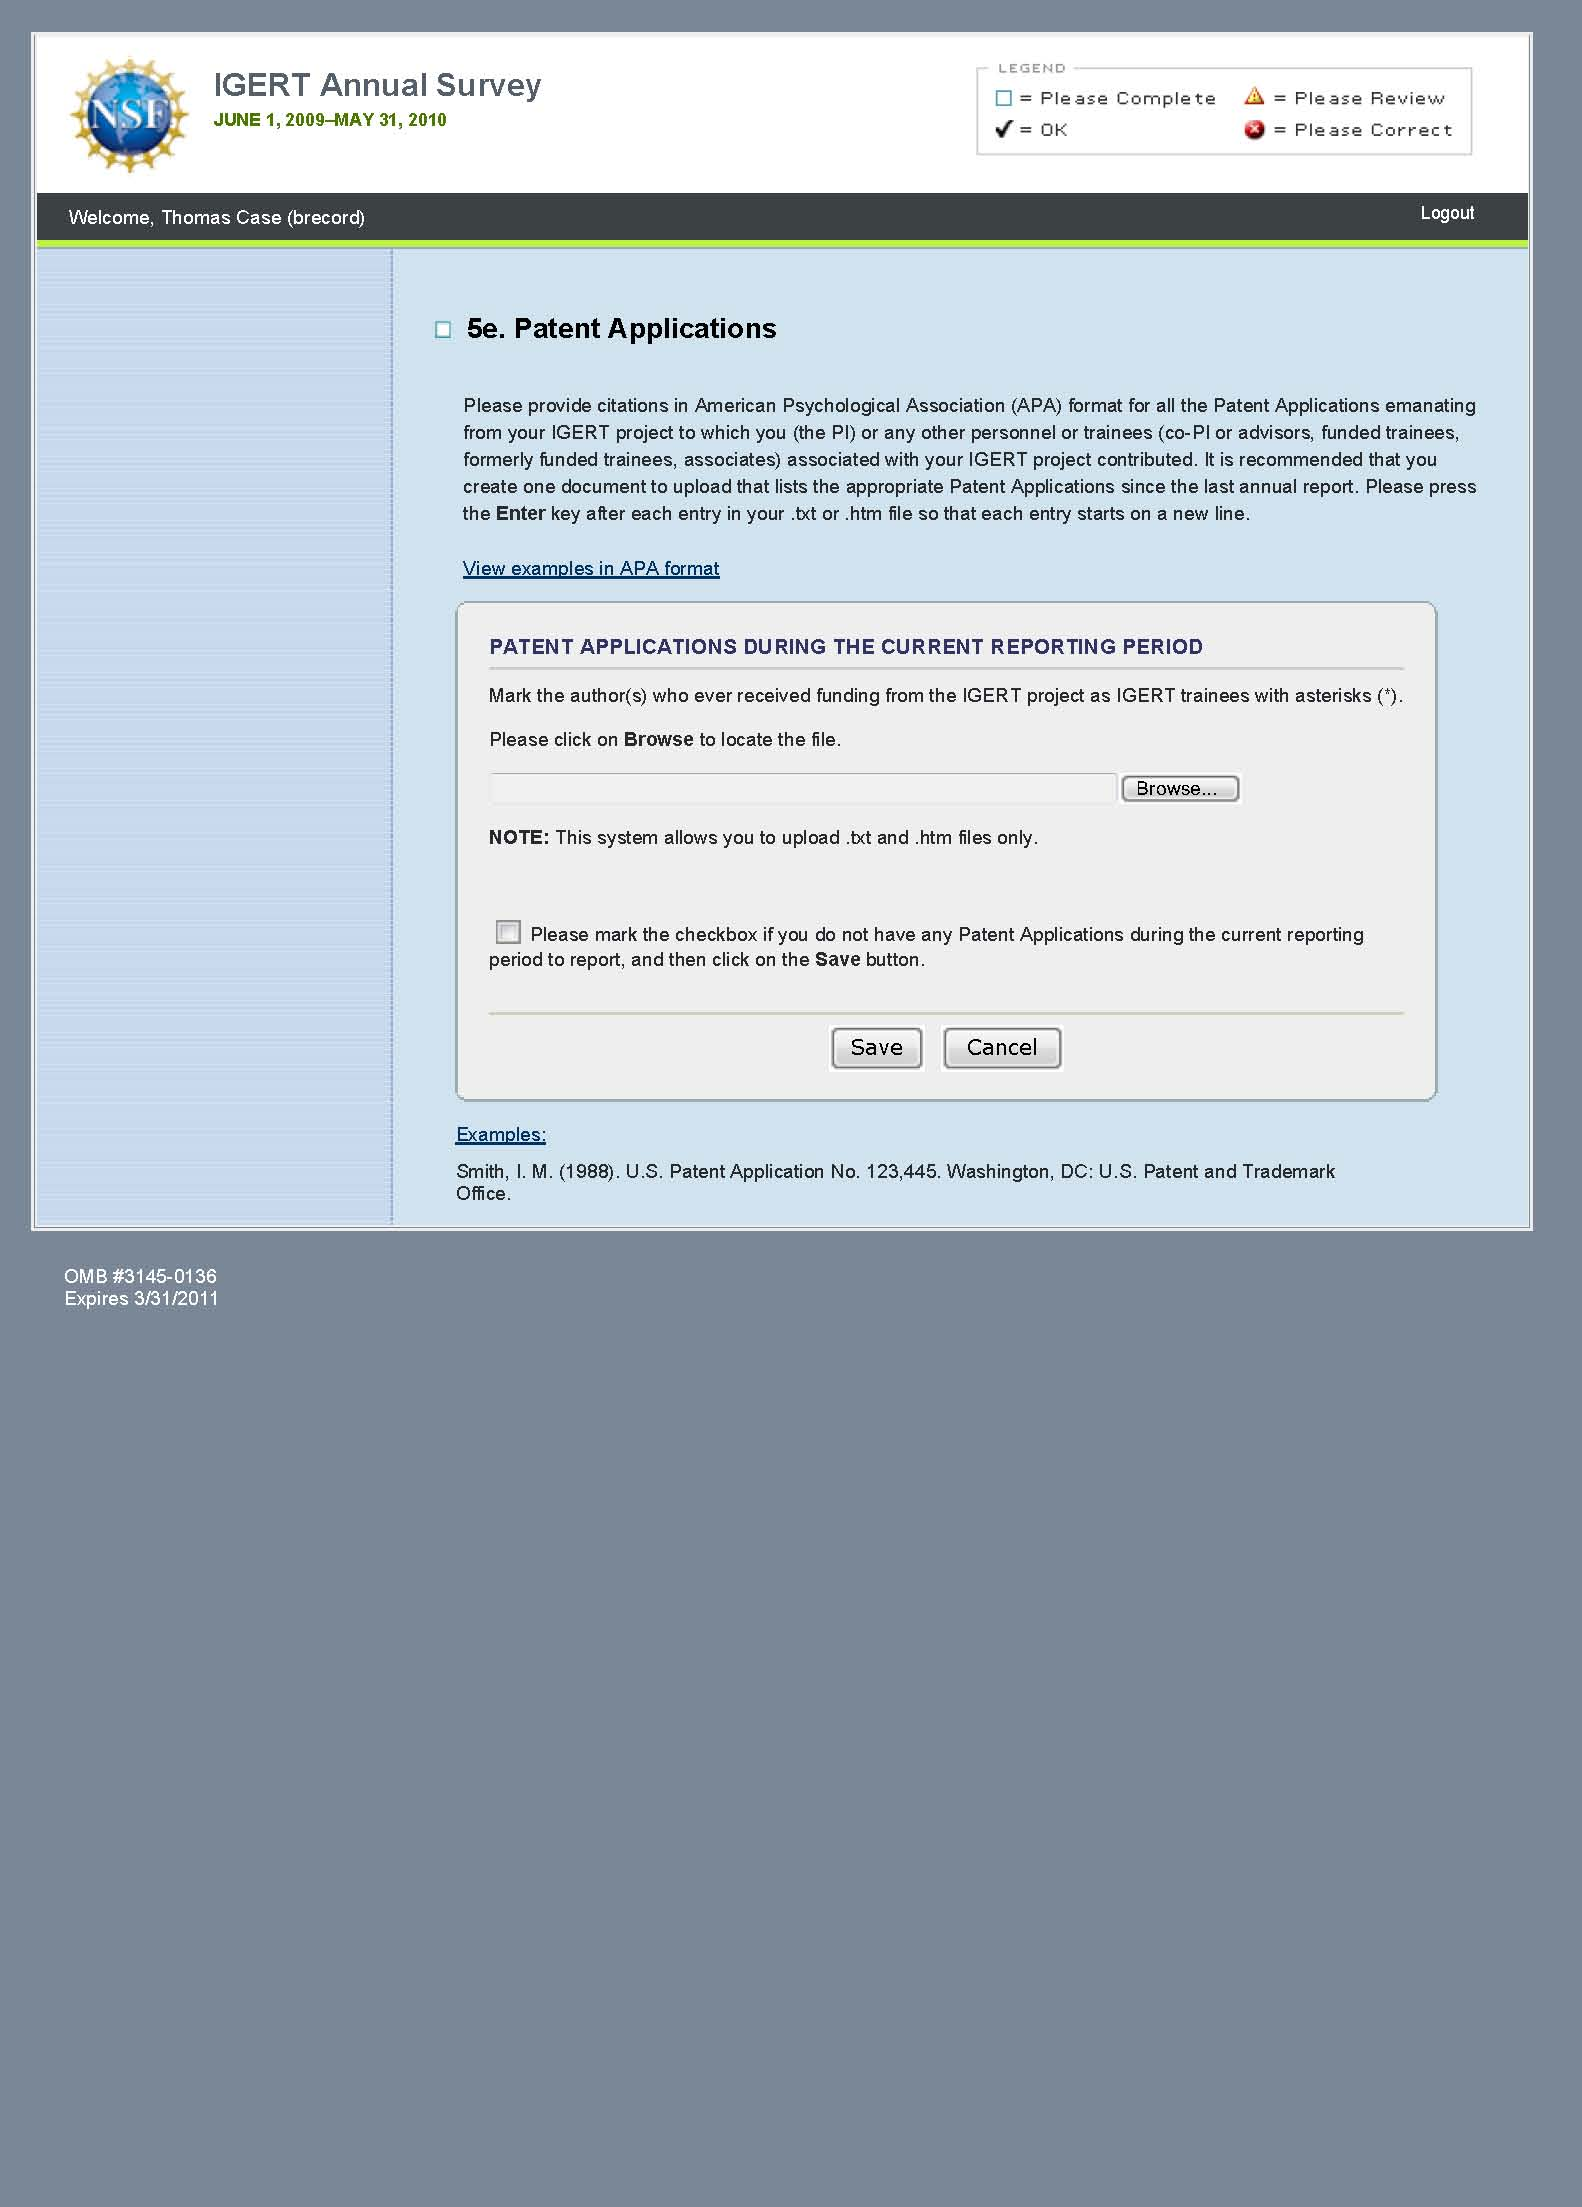 NSF
IGERT Annual Survey
JUNE 1, 2009–MAY 31, 2010
LEGEND
= Please Complete
= Please Review
= OK
= Please Correct
Welcome, Thomas Case (brecord)
Logout
5e. Patent Applications
Please provide citations in American Psychological Association (APA) format for all the Patent Applications emanating
from your IGERT project to which you (the PI) or any other personnel or trainees (co-PI or advisors, funded trainees,
formerly funded trainees, associates) associated with your IGERT project contributed. It is recommended that you
create one document to upload that lists the appropriate Patent Applications since the last annual report. Please press
the Enter key after each entry in your .txt or .htm file so that each entry starts on a new line.
View examples in APA format
PATENT APPLICATIONS DURING THE CURRENT REPORTING PERIOD
Mark the author(s) who ever received funding from the IGERT project as IGERT trainees with asterisks (*).
Please click on Browse to locate the file.
Browse...
NOTE: This system allows you to upload .txt and .htm files only.
Please mark the checkbox if you do not have any Patent Applications during the current reporting
period to report, and then click on the Save button.
Save
Cancel
Examples:
Smith, I. M. (1988). U.S. Patent Application No. 123,445. Washington, DC: U.S. Patent and Trademark
Office.
OMB #3145-0136
Expires 3/31/2011